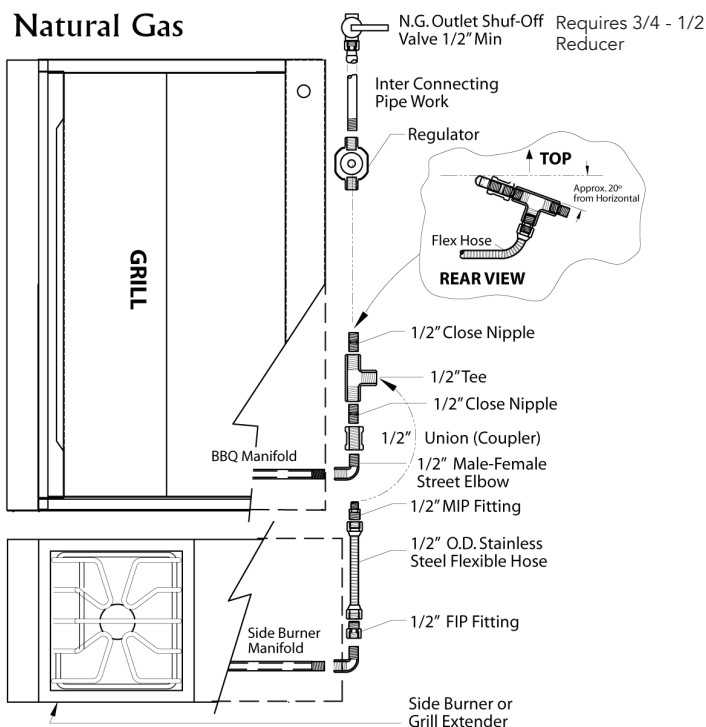 Natural Gas
N.G. Outlet Shuf-Off
Valve 1/2" Min
Requires 3/4 - 1/2
Reducer
Inter Connecting
Pipe Work
Regulator
TOP
Approx. 20º
from Horizontal
Flex Hose
REAR VIEW
GRILL
1/2" Close Nipple
1/2" Tee
1/2" Close Nipple
1/2" Union (Coupler)
BBQ Manifold
1/2" Male-Female
Street Elbow
1/2" MIP Fitting
1/2" O.D. Stainless
Steel Flexible Hose
1/2" FIP Fitting
Side Burner
Manifold
Side Burner or
Grill Extender